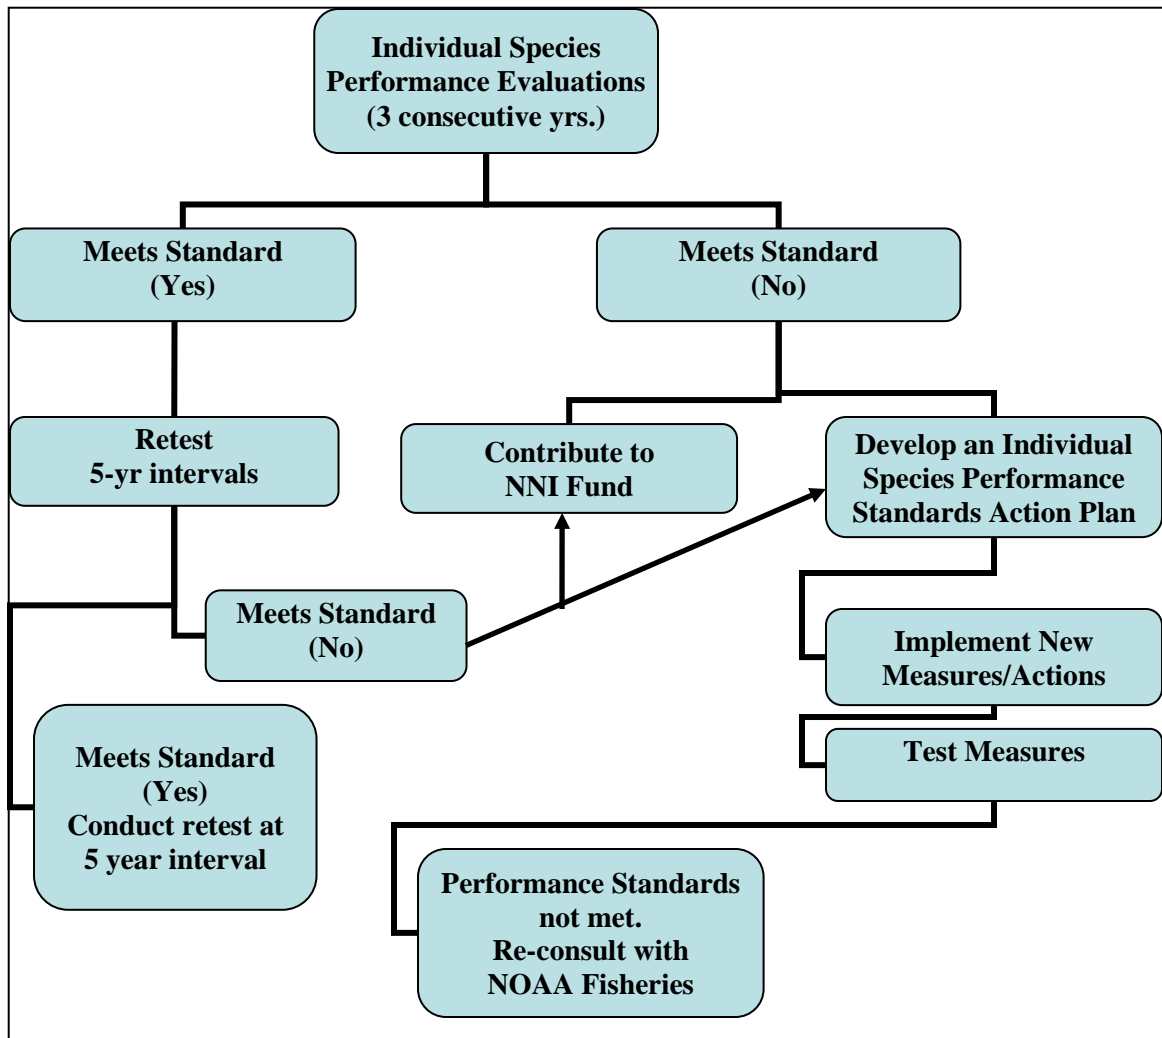 Individual Species
Performance Evaluations
(3 consecutive yrs.)
Meets Standard
(Yes)
Meets Standard
(No)
Retest
5-yr intervals
Contribute to
NNI Fund
Develop an Individual
Species Performance
Standards Action Plan
Meets Standard
(No)
Implement New
Measures/Actions
Meets Standard
(Yes)
Conduct retest at
5 year interval
Test Measures
Performance Standards
not met.
Re-consult with
NOAA Fisheries